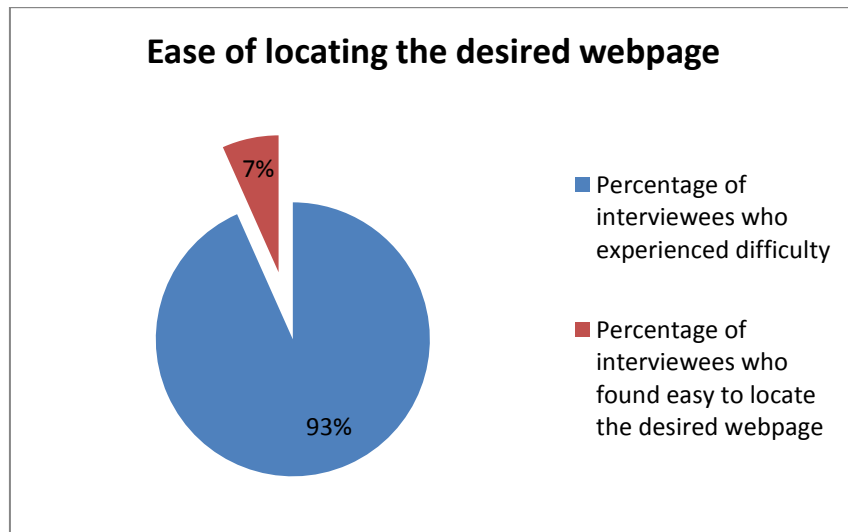 Ease of locating the desired webpage
7%
93%
Percentage of
interviewees who
experienced difficulty
Percentage of
interviewees who
found easy to locate
the desired webpage